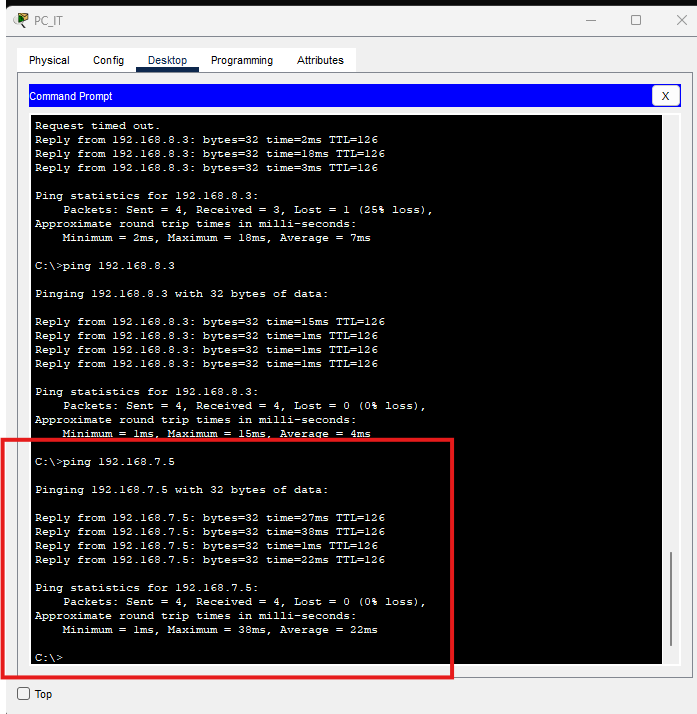 PC_IT
Physical Config Desktop Programming Attributes
Command Prompt X
Request timed out.
Reply from 192.168.8.3: bytes=32 time=2ms TTL=126
Reply from 192.168.8.3: bytes=32 time=18ms TTL=126
Reply from 192.168.8.3: bytes=32 time=3ms TTL=126
Ping statistics for 192.168.8.3:
Packets: Sent = 4, Received = 3, Lost = 1 (25% loss),
Approximate round trip times in milli-seconds:
Minimum = 2ms, Maximum = 18ms, Average = 7ms
C:\>ping 192.168.8.3
Pinging 192.168.8.3 with 32 bytes of data:
Reply from 192.168.8.3: bytes=32 time=15ms TTL=126
Reply from 192.168.8.3: bytes=32 time=1ms TTL=126
Reply from 192.168.8.3: bytes=32 time=1ms TTL=126
Reply from 192.168.8.3: bytes=32 time=1ms TTL=126
Ping statistics for 192.168.8.3:
Packets: Sent = 4, Received = 4, Lost = 0 (0% loss),
Approximate round trip times in milli-seconds:
Minimum = 1ms, Maximum = 15ms, Average = 4ms
C:\>ping 192.168.7.5
Pinging 192.168.7.5 with 32 bytes of data:
Reply from 192.168.7.5: bytes=32 time=27ms TTL=126
Reply from 192.168.7.5: bytes=32 time=38ms TTL=126
Reply from 192.168.7.5: bytes=32 time=1ms TTL=126
Reply from 192.168.7.5: bytes=32 time=22ms TTL=126
Ping statistics for 192.168.7.5:
Packets: Sent = 4, Received = 4, Lost = 0 (0% loss),
Approximate round trip times in milli-seconds:
Minimum = 1ms, Maximum = 38ms, Average = 22ms
C:\>
Top